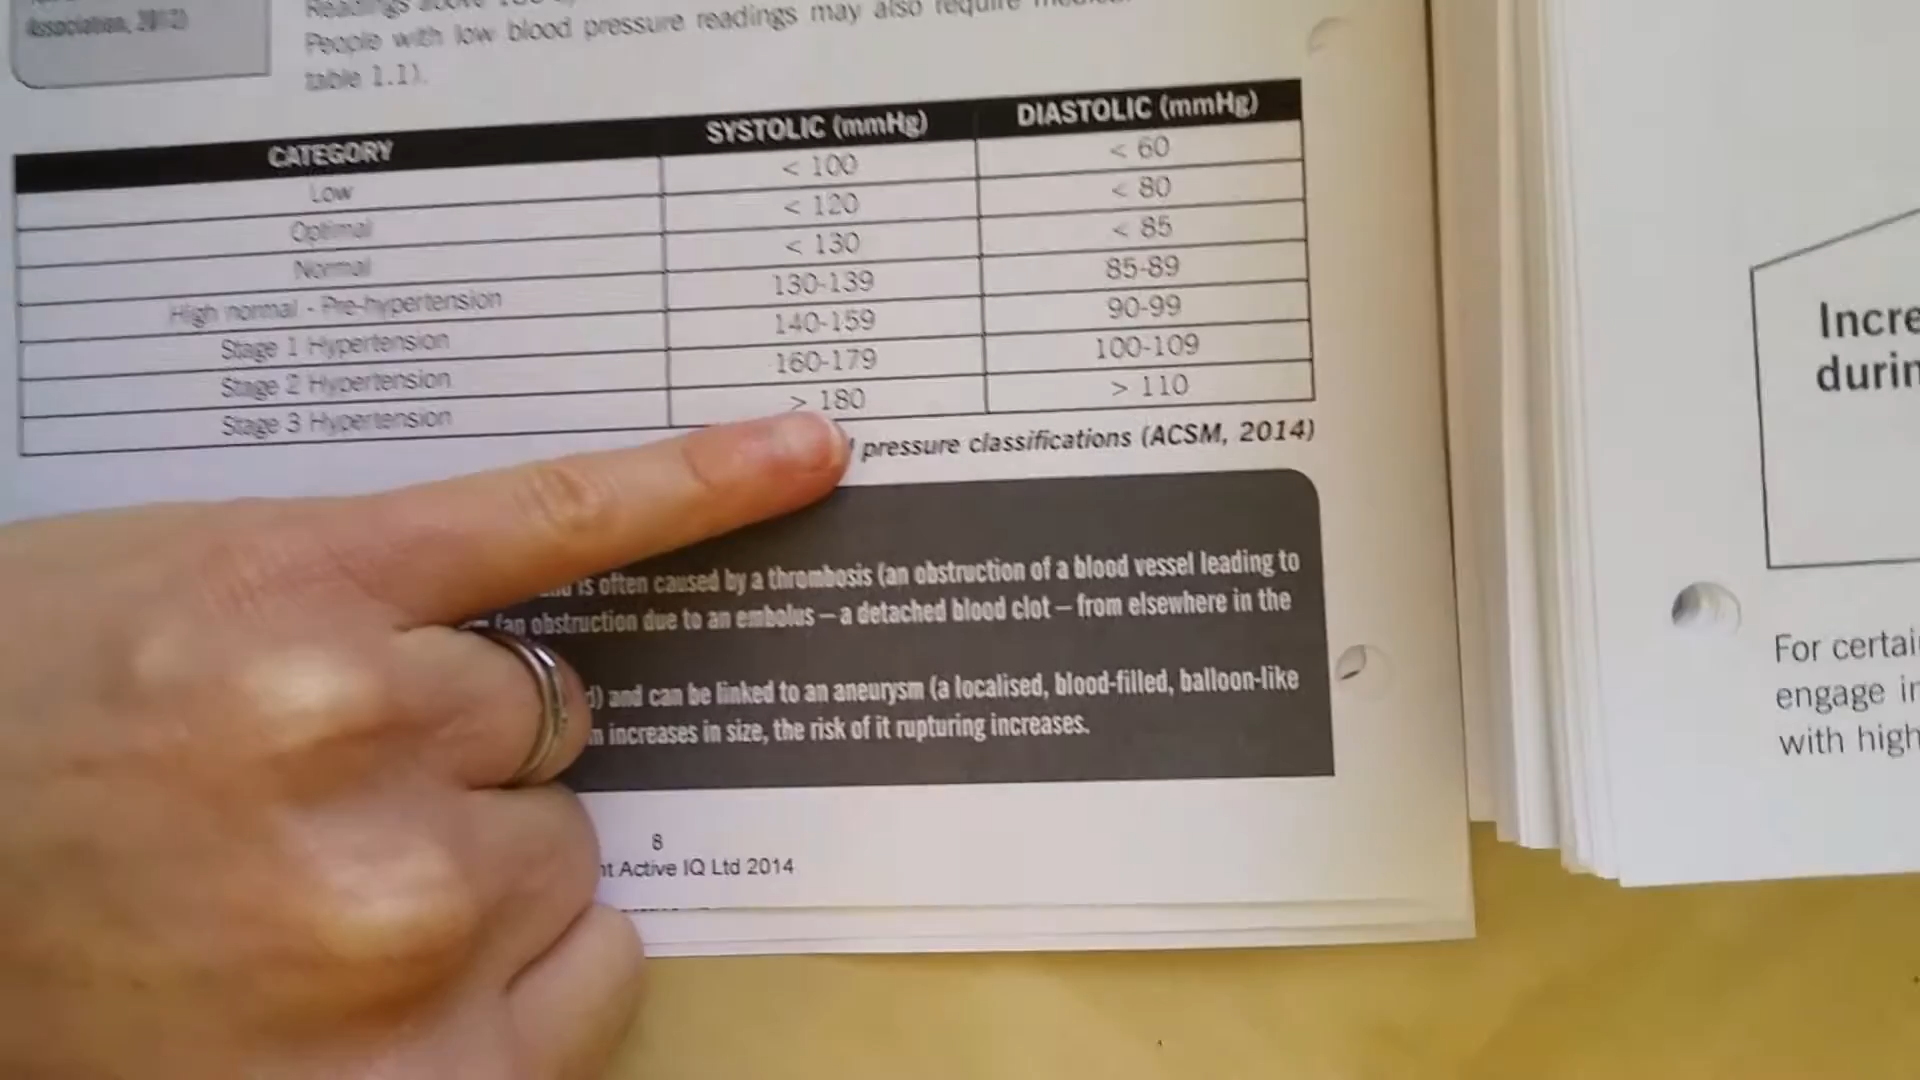 Association, 2012)
Readings above
People with low blood pressure readings may also require
table 1.1).
CATEGORY SYSTOLIC (mmHg) DIASTOLIC (mmHg)
Low < 100 < 60
Optimal < 120 < 80
Normal < 130 < 85
High normal - Pre-hypertension 130-139 85-89
Stage 1 Hypertension 140-159 90-99
Stage 2 Hypertension 160-179 100-109
Stage 3 Hypertension > 180 > 110
pressure classifications (ACSM, 2014)
is often caused by a thrombosis (an obstruction of a blood vessel leading to
(an obstruction due to an embolus – a detached blood clot – from elsewhere in the
and can be linked to an aneurysm (a localised, blood-filled, balloon-like
increases in size, the risk of it rupturing increases.
8
Active IQ Ltd 2014
Incre
durin
For certai
engage in
with high